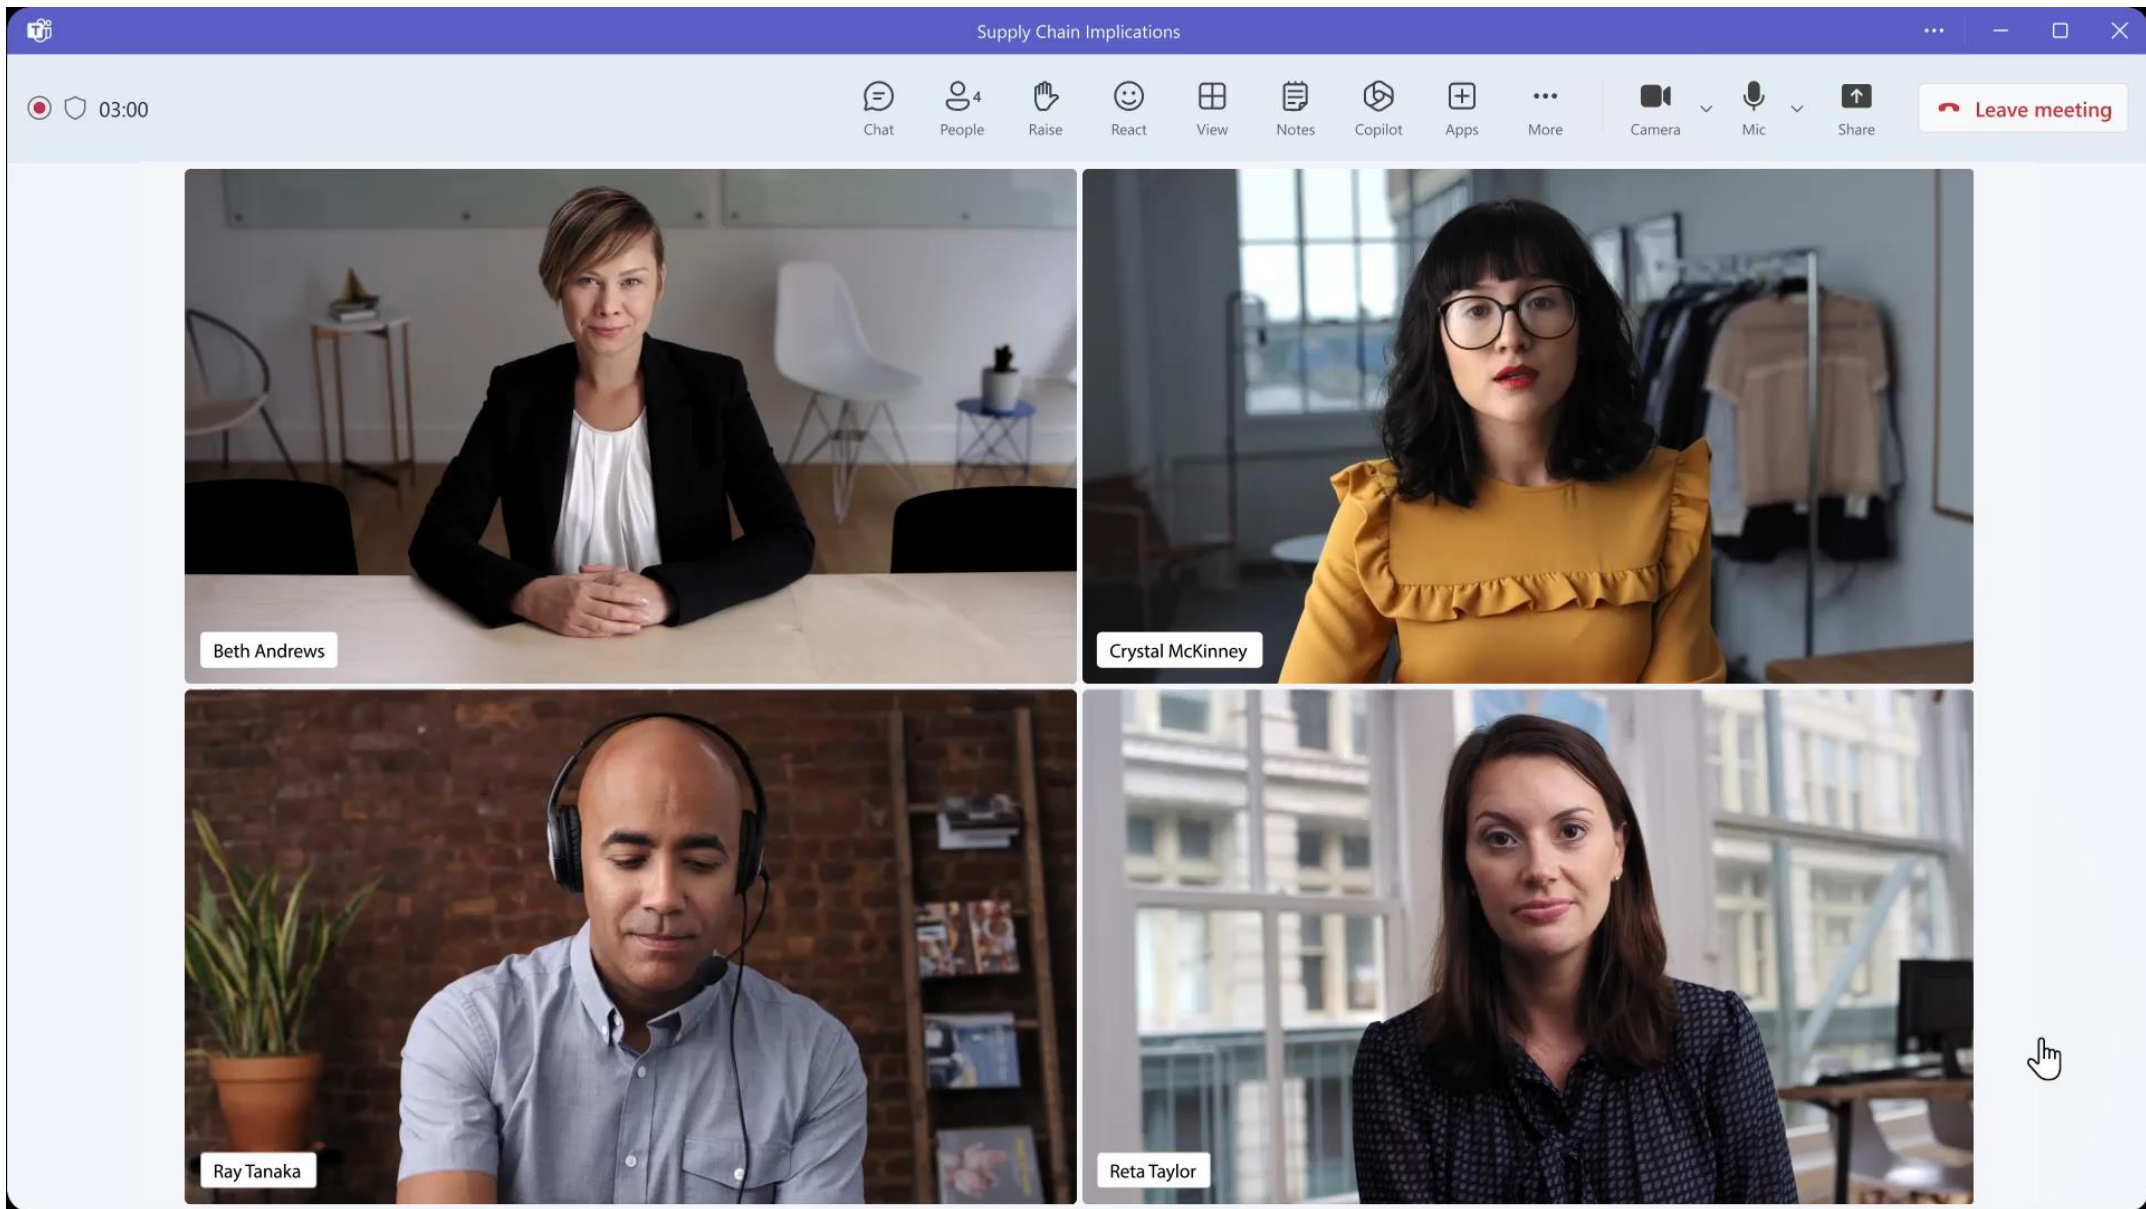 Supply Chain Implications
03:00
Chat
People
4
Raise
React
View
Notes
Copilot
Apps
More
Camera
Mic
Share
Leave meeting
Beth Andrews
Crystal McKinney
Ray Tanaka
Reta Taylor